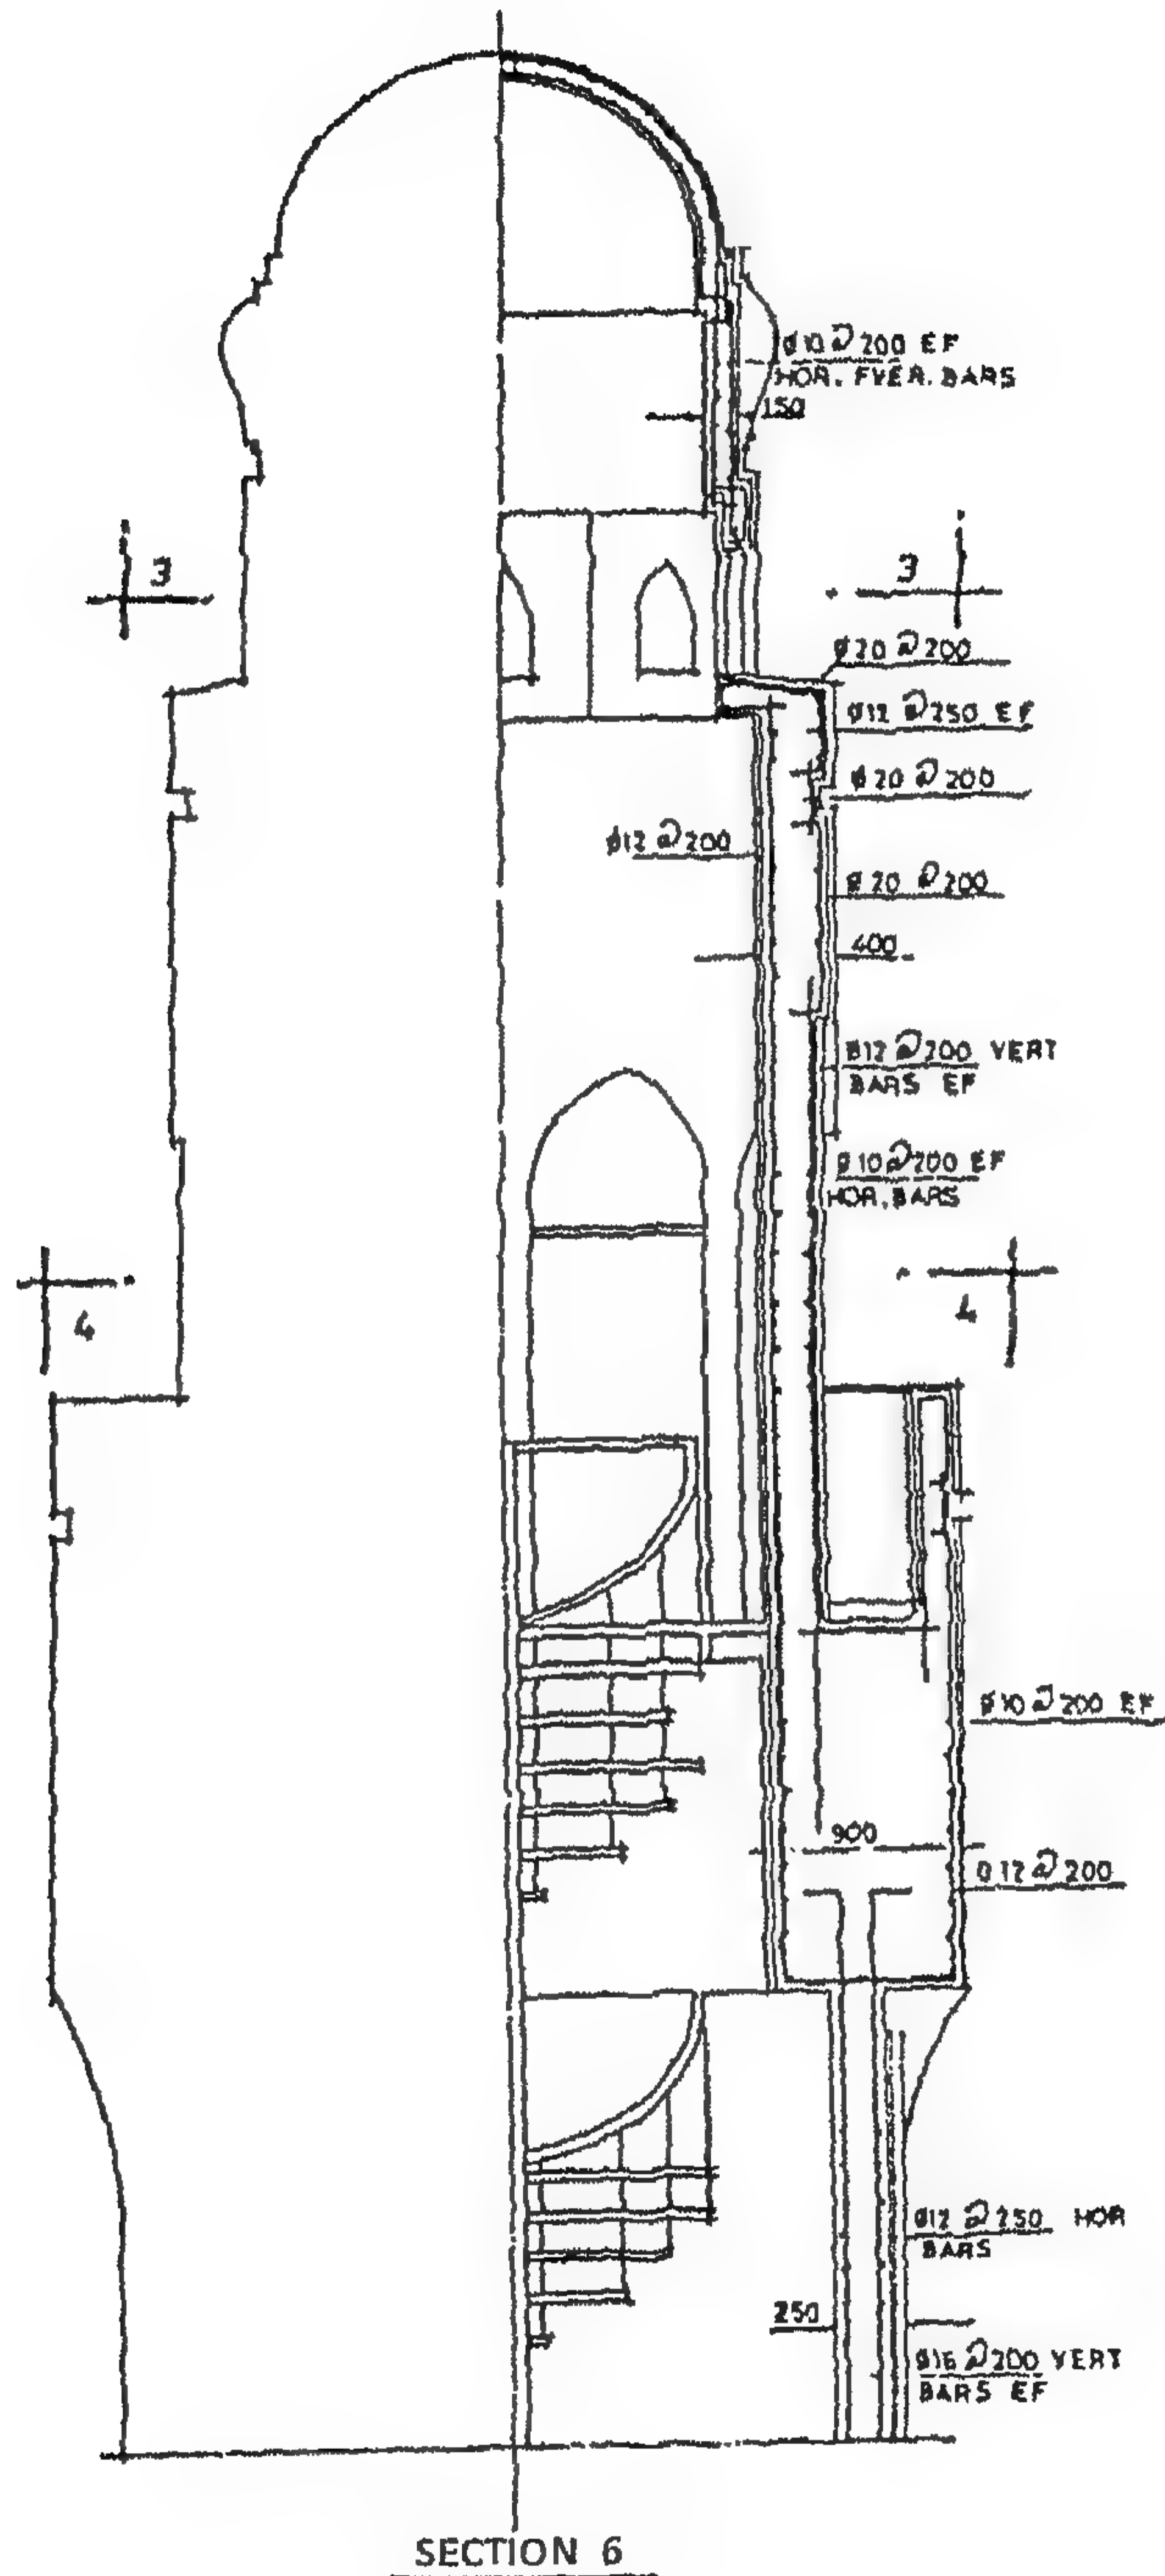 Ø10 @ 200 EF
HOR. FVER. BARS
150
3
3
Ø20 @ 200
Ø12 @ 250 EF
Ø20 @ 200
Ø12 @ 200
Ø20 @ 200
400
Ø12 @ 200 VERT
BARS EF
Ø10 @ 200 EF
HOR. BARS
4
4
Ø10 @ 200 EF
900
Ø12 @ 200
Ø12 @ 250 HOR
BARS
250
Ø16 @ 200 VERT
BARS EF
SECTION 6